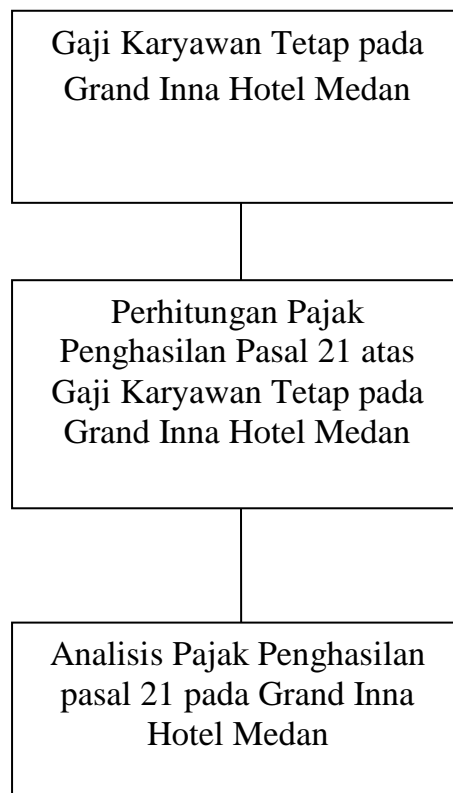 Gaji Karyawan Tetap pada
Grand Inna Hotel Medan
Perhitungan Pajak
Penghasilan Pasal 21 atas
Gaji Karyawan Tetap pada
Grand Inna Hotel Medan
Analisis Pajak Penghasilan
pasal 21 pada Grand Inna
Hotel Medan